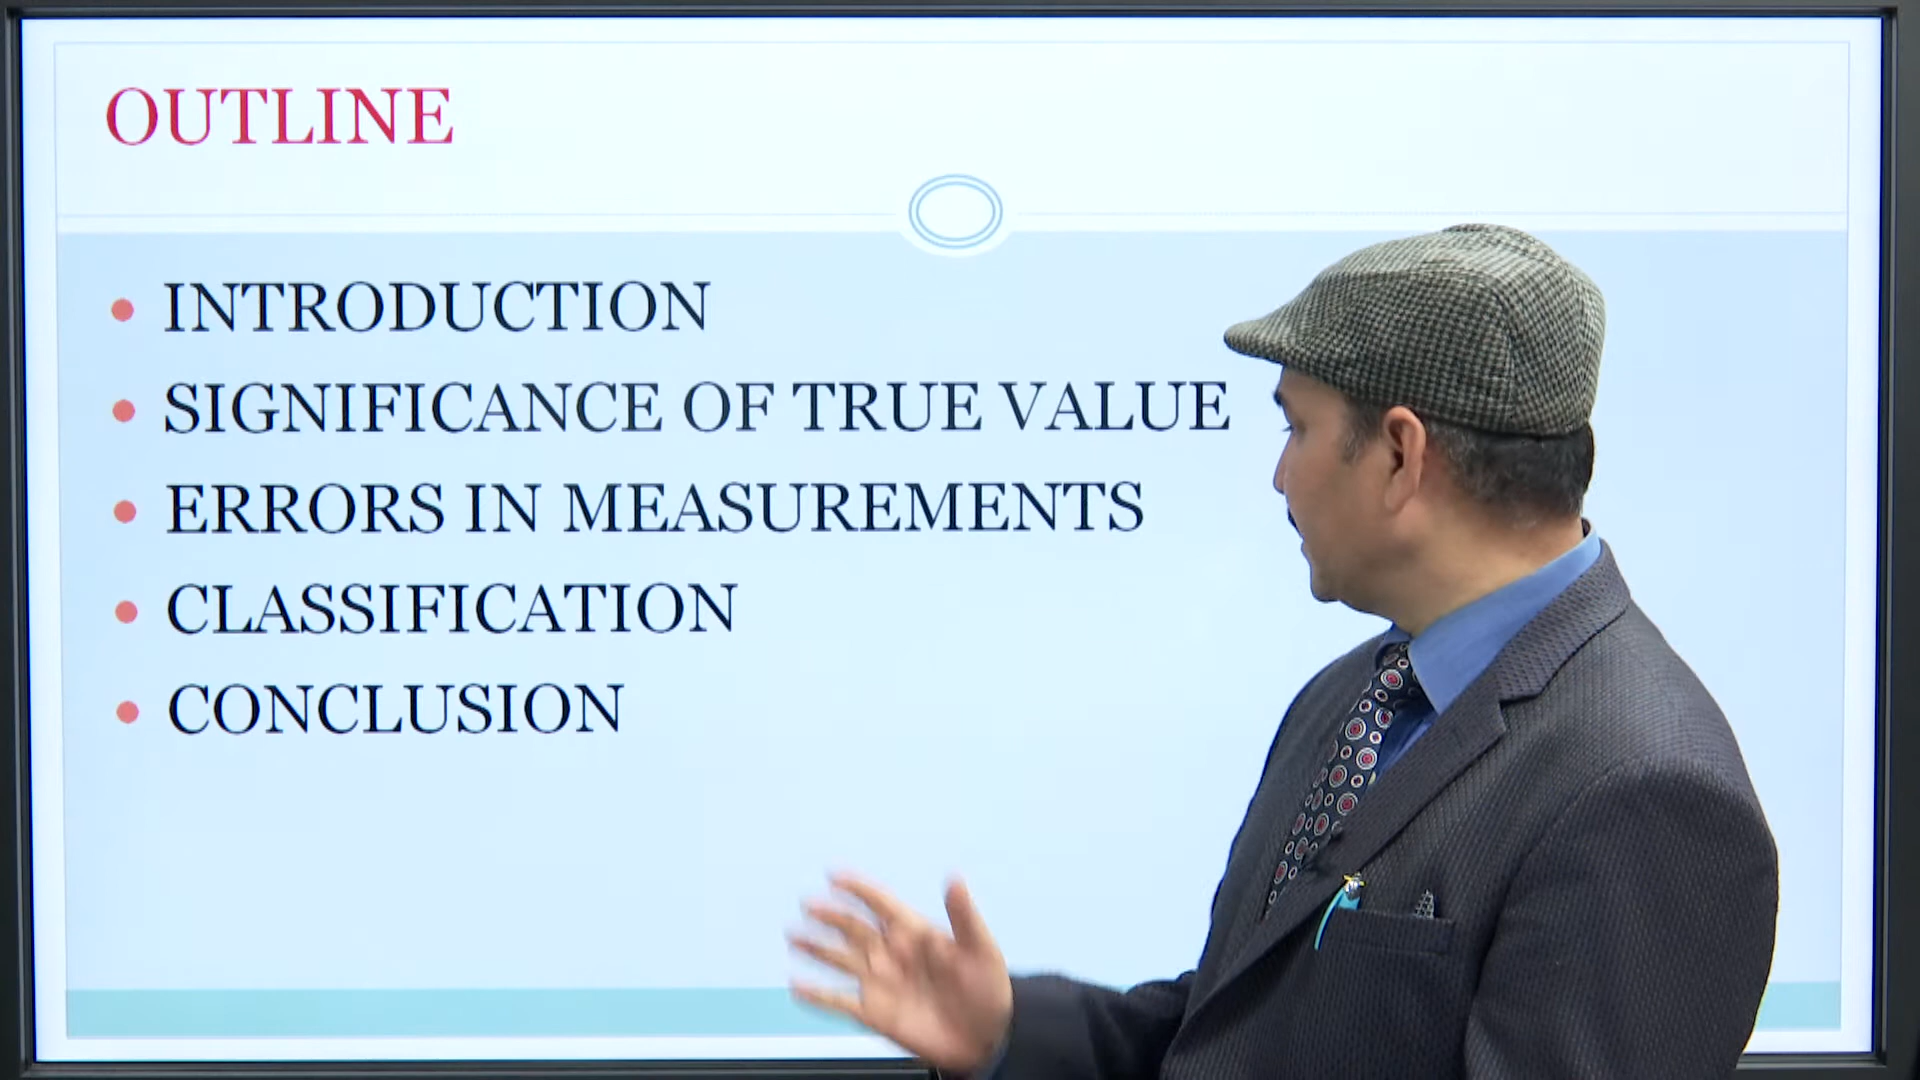 OUTLINE
INTRODUCTION
SIGNIFICANCE OF TRUE VALUE
ERRORS IN MEASUREMENTS
CLASSIFICATION
CONCLUSION